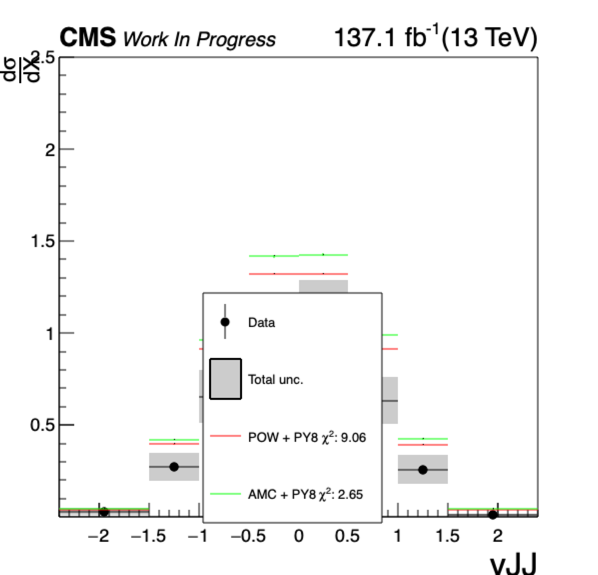 CMS Work In Progress 137.1 fb⁻¹(13 TeV)
dσ
dX
2.5
2
1.5
1
0.5
Data
Total unc.
POW + PY8 χ²: 9.06
AMC + PY8 χ²: 2.65
−2 −1.5 −1 −0.5 0 0.5 1 1.5 2
yJJ